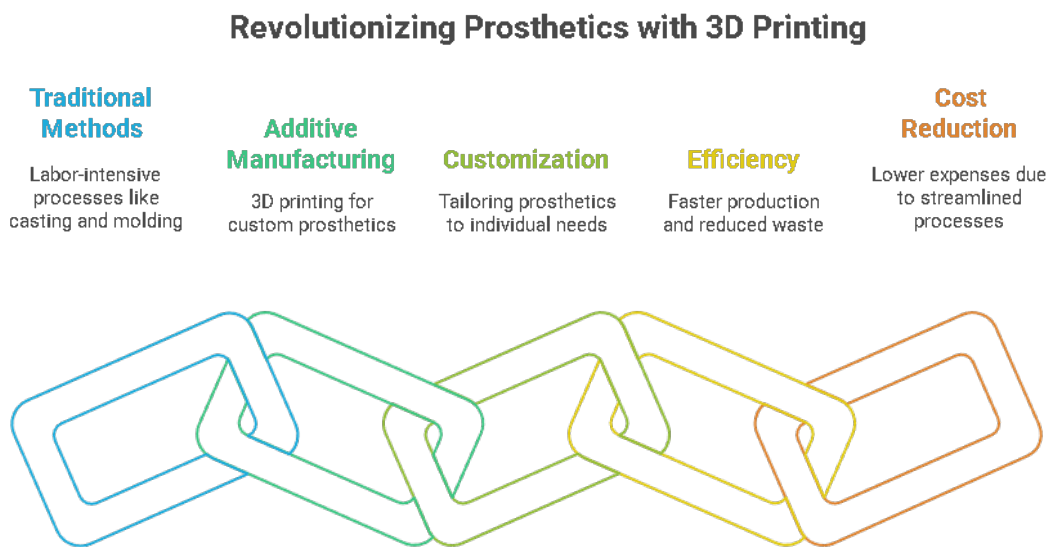 Revolutionizing Prosthetics with 3D Printing
Traditional
Methods
Labor-intensive
processes like
casting and molding
Additive
Manufacturing
3D printing for
custom prosthetics
Customization
Tailoring prosthetics
to individual needs
Efficiency
Faster production
and reduced waste
Cost
Reduction
Lower expenses due
to streamlined
processes